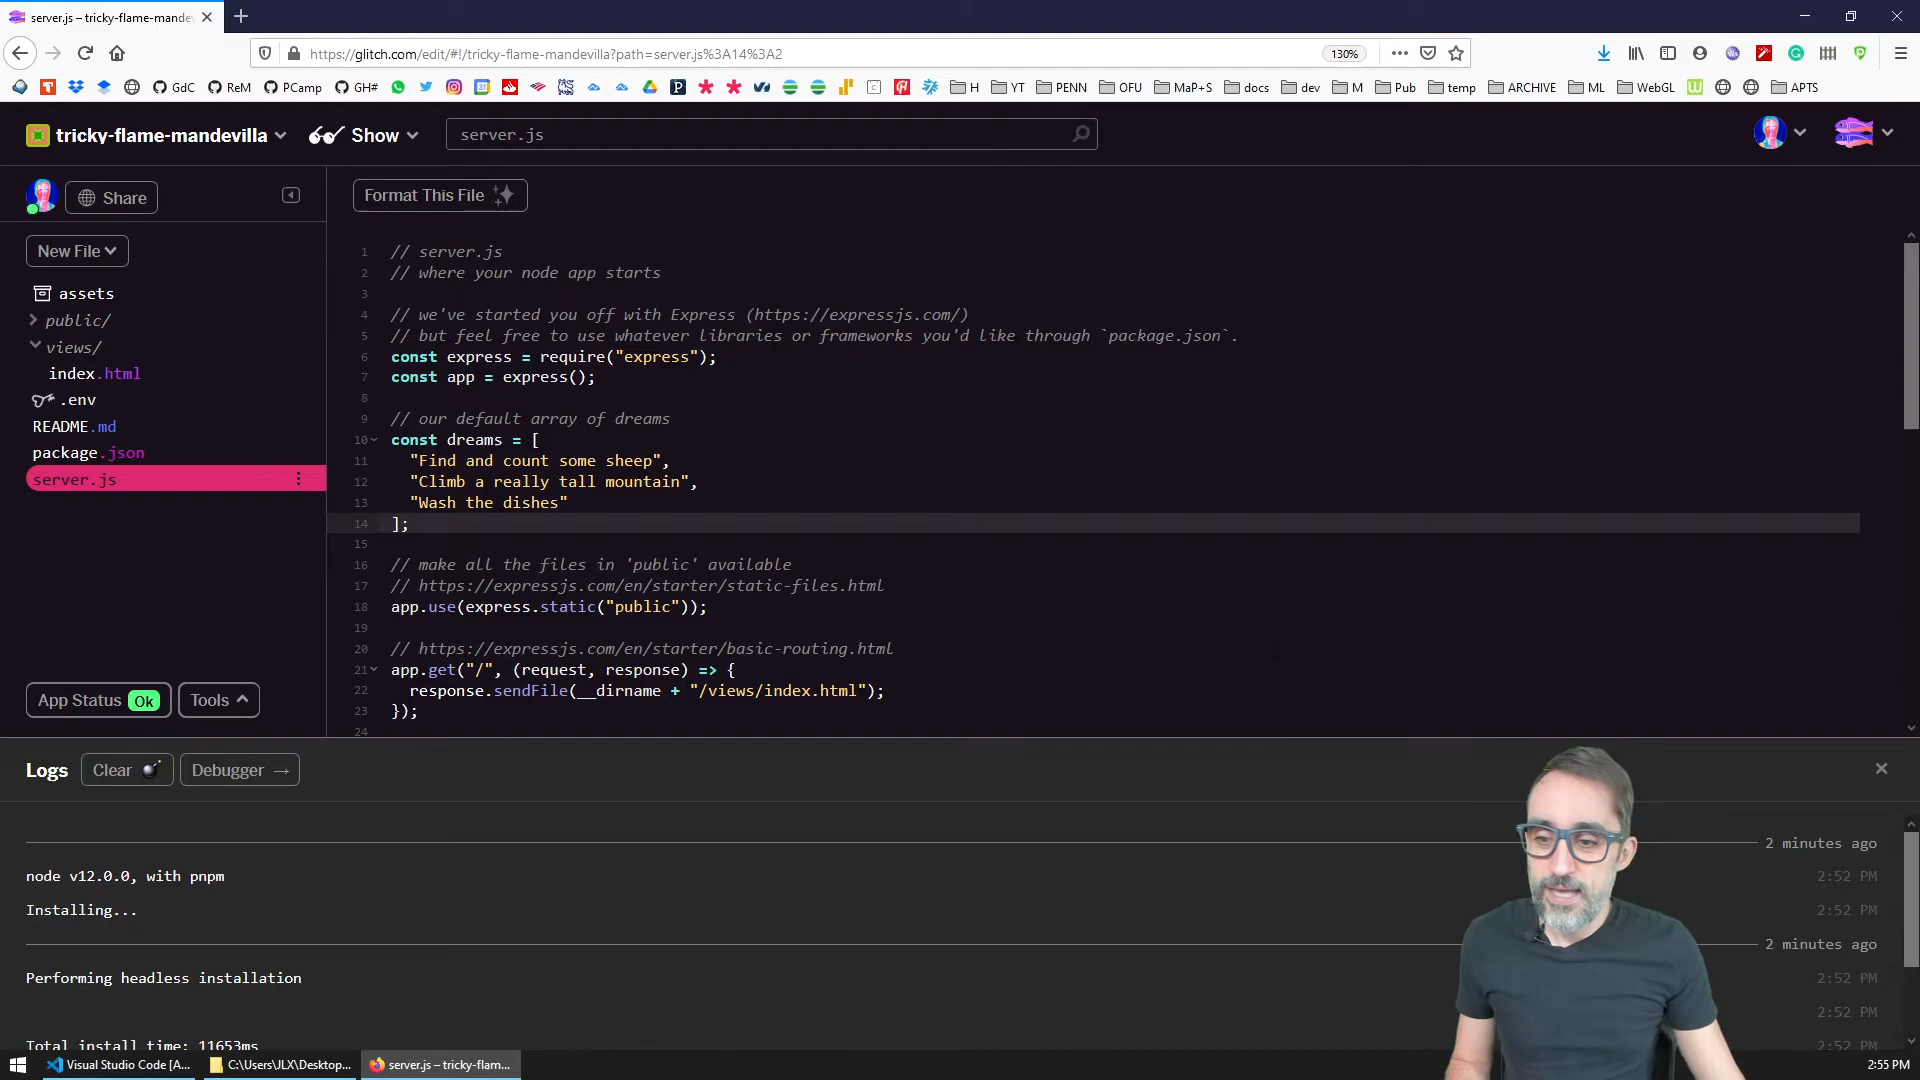 server.js – tricky-flame-mande
https://glitch.com/edit/#!/tricky-flame-mandevilla?path=server.js%3A14%3A2
130%
GdC
ReM
PCamp
GH#
H
YT
PENN
OFU
MaP+S
docs
dev
M
Pub
temp
ARCHIVE
ML
WebGL
APTS
tricky-flame-mandevilla
Show
server.js
Share
Format This File
New File
assets
public/
views/
index.html
.env
README.md
package.json
server.js
App Status Ok
Tools
1 // server.js
2 // where your node app starts
3
4 // we've started you off with Express (https://expressjs.com/)
5 // but feel free to use whatever libraries or frameworks you'd like through `package.json`.
6 const express = require("express");
7 const app = express();
8
9 // our default array of dreams
10 const dreams = [
11 "Find and count some sheep",
12 "Climb a really tall mountain",
13 "Wash the dishes"
14 ];
15
16 // make all the files in 'public' available
17 // https://expressjs.com/en/starter/static-files.html
18 app.use(express.static("public"));
19
20 // https://expressjs.com/en/starter/basic-routing.html
21 app.get("/", (request, response) => {
22 response.sendFile(__dirname + "/views/index.html");
23 });
24
Logs
Clear
Debugger →
2 minutes ago
node v12.0.0, with pnpm 2:52 PM
Installing... 2:52 PM
2 minutes ago
Performing headless installation 2:52 PM
2:52 PM
Total install time: 11653ms 2:52 PM
Visual Studio Code [A...
C:\Users\JLX\Desktop...
server.js – tricky-flam...
2:55 PM